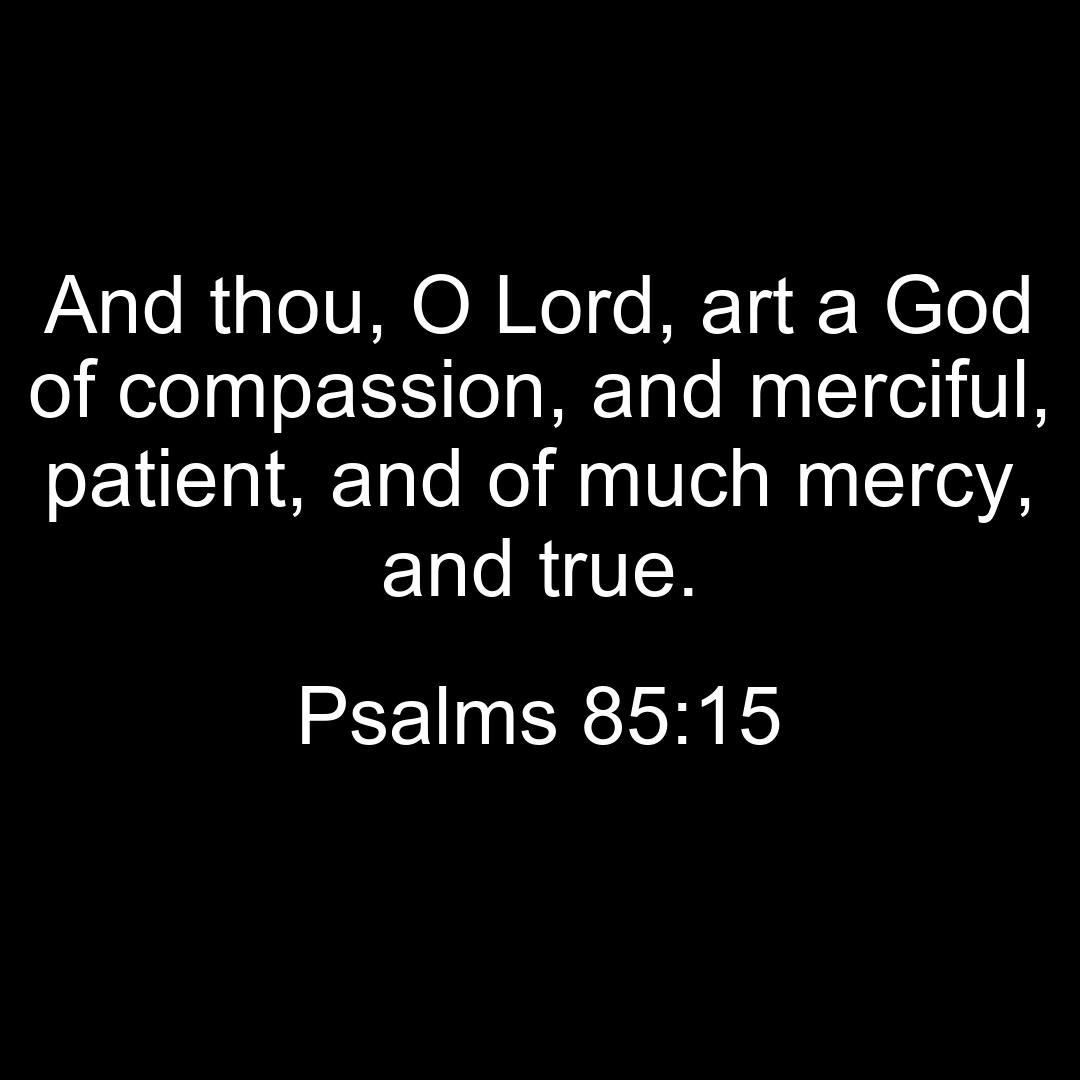 And thou, O Lord, art a God
of compassion, and merciful,
patient, and of much mercy,
and true.
Psalms 85:15